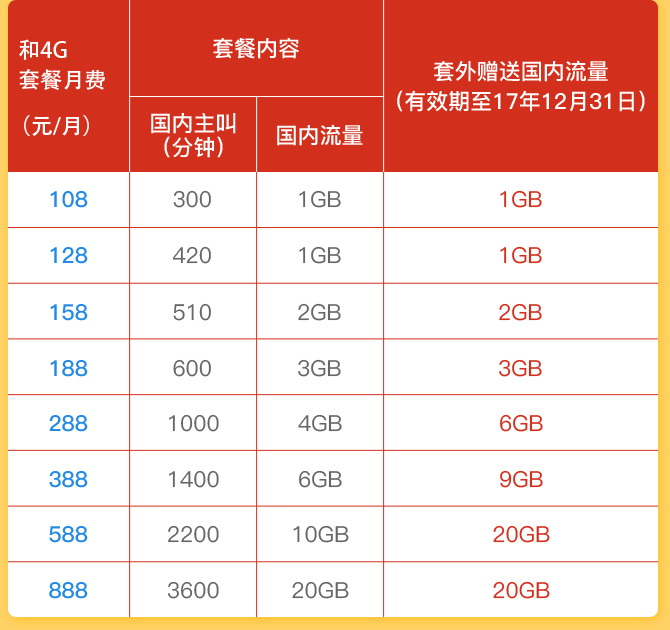 和4G
套餐月费
（元/月）
套餐内容
国内主叫
（分钟）
国内流量
套外赠送国内流量
（有效期至17年12月31日）
108 300 1GB 1GB
128 420 1GB 1GB
158 510 2GB 2GB
188 600 3GB 3GB
288 1000 4GB 6GB
388 1400 6GB 9GB
588 2200 10GB 20GB
888 3600 20GB 20GB